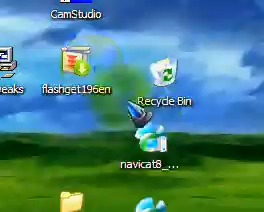 CamStudio
eaks
flashget196en
Recycle Bin
navicat8_...